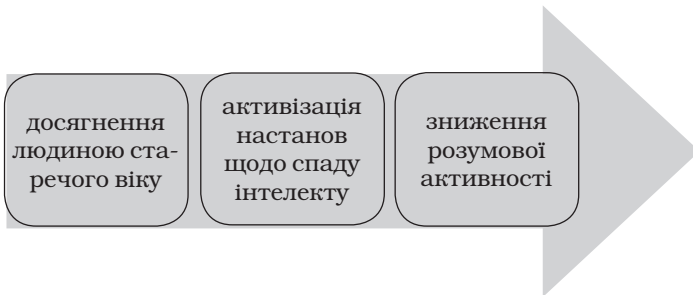 досягнення
людиною ста-
речого віку
активізація
настанов
щодо спаду
інтелекту
зниження
розумової
активності